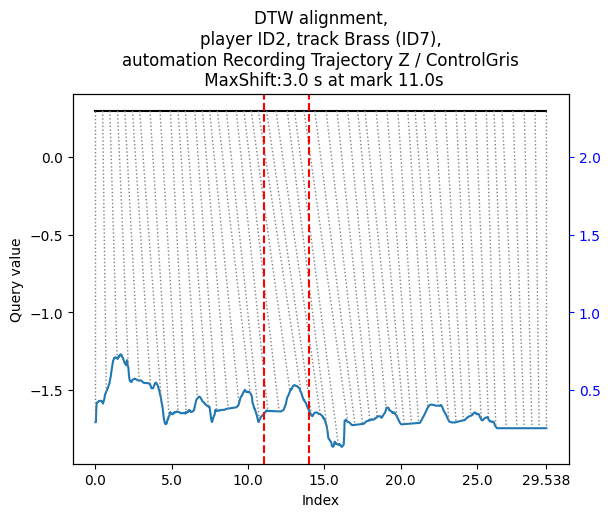 DTW alignment,
player ID2, track Brass (ID7),
automation Recording Trajectory Z / ControlGris
MaxShift:3.0 s at mark 11.0s
Query value
0.0
−0.5
−1.0
−1.5
2.0
1.5
1.0
0.5
0.0 5.0 10.0 15.0 20.0 25.0 29.538
Index